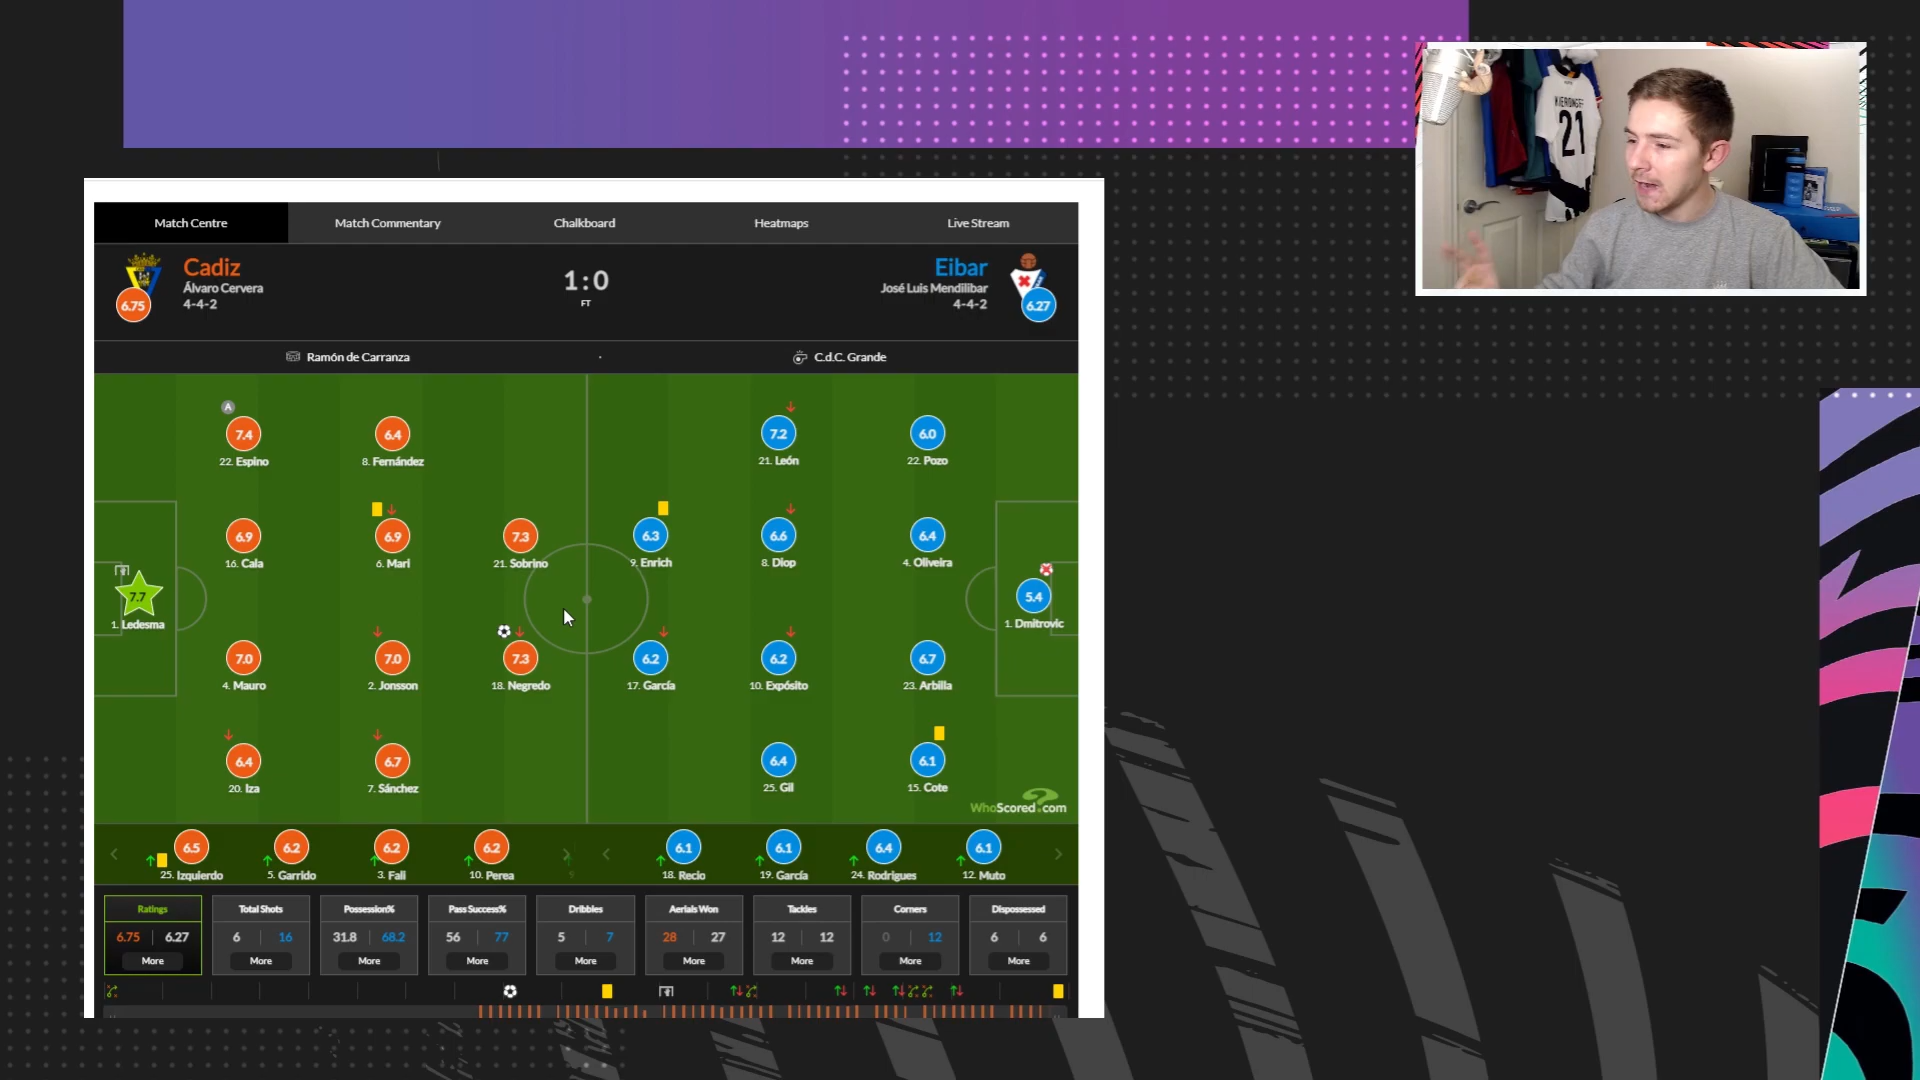 Match Centre
Match Commentary
Chalkboard
Heatmaps
Live Stream
Cadiz
Álvaro Cervera
4-4-2
6.75
1:0
FT
Eibar
José Luis Mendilibar
4-4-2
6.27
Ramón de Carranza
C.d.C. Grande
21
A
7.4
22. Espino
6.4
8. Fernández
7.2
21. León
6.0
22. Pozo
6.9
16. Cala
6.9
6. Mari
7.3
21. Sobrino
6.3
9. Enrich
6.6
8. Diop
6.4
4. Oliveira
7.7
1. Ledesma
5.4
1. Dmitrovic
7.0
4. Mauro
7.0
2. Jonsson
7.3
18. Negredo
6.2
17. García
6.2
10. Expósito
6.7
23. Arbilla
6.4
20. Iza
6.7
7. Sánchez
6.4
25. Gil
6.1
15. Cote
WhoScored.com
6.5
25. Izquierdo
6.2
5. Garrido
6.2
3. Fali
6.2
10. Perea
9
6.1
18. Recio
6.1
19. García
6.4
24. Rodrigues
6.1
12. Muto
Ratings
6.75 | 6.27
More
Total Shots
6 | 16
More
Possession%
31.8 | 68.2
More
Pass Success%
56 | 77
More
Dribbles
5 | 7
More
Aerials Won
28 | 27
More
Tackles
12 | 12
More
Corners
0 | 12
More
Dispossessed
6 | 6
More